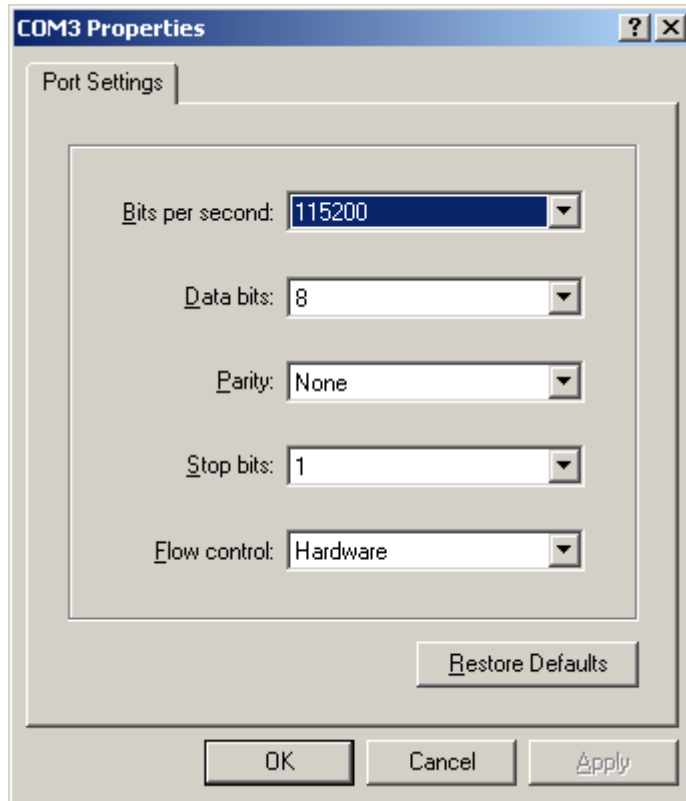 COM3 Properties
Port Settings
Bits per second: 115200
Data bits: 8
Parity: None
Stop bits: 1
Flow control: Hardware
Restore Defaults
OK Cancel Apply